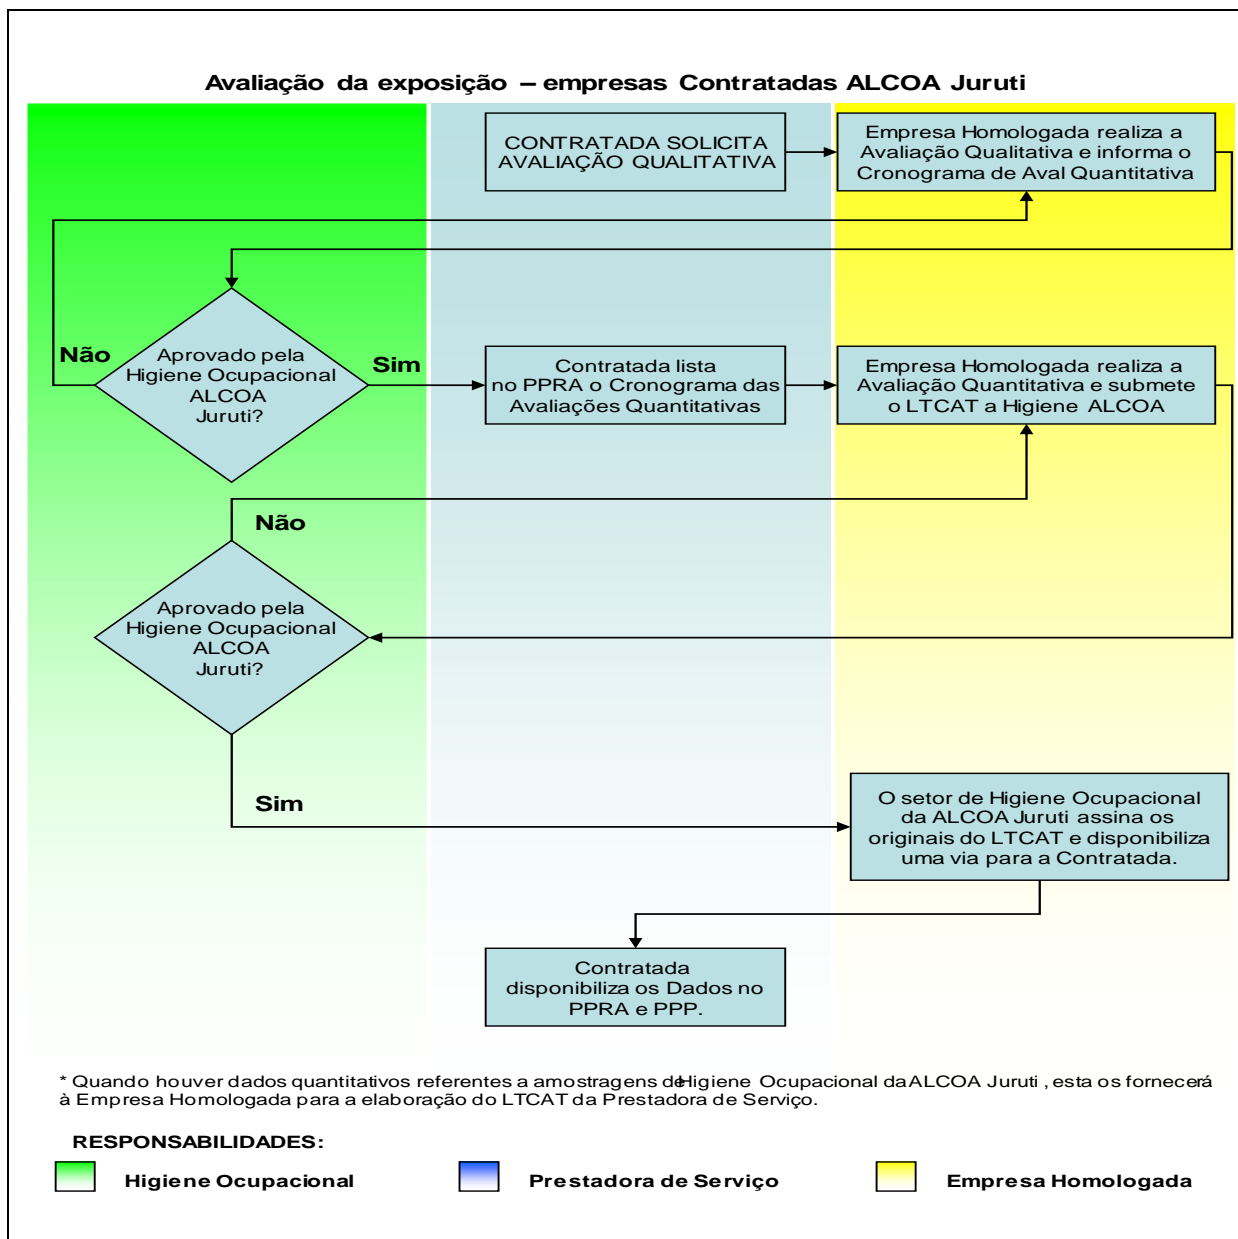 Avaliação da exposição – empresas Contratadas ALCOA Juruti
CONTRATADA SOLICITA
AVALIAÇÃO QUALITATIVA
Empresa Homologada realiza a
Avaliação Qualitativa e informa o
Cronograma de Aval Quantitativa
Não
Aprovado pela
Higiene Ocupacional
ALCOA
Juruti?
Sim
Contratada lista
no PPRA o Cronograma das
Avaliações Quantitativas
Empresa Homologada realiza a
Avaliação Quantitativa e submete
o LTCAT a Higiene ALCOA
Não
Aprovado pela
Higiene Ocupacional
ALCOA
Juruti?
Sim
O setor de Higiene Ocupacional
da ALCOA Juruti assina os
originais do LTCAT e disponibiliza
uma via para a Contratada.
Contratada
disponibiliza os Dados no
PPRA e PPP.
* Quando houver dados quantitativos referentes a amostragens de Higiene Ocupacional da ALCOA Juruti , esta os fornecerá
à Empresa Homologada para a elaboração do LTCAT da Prestadora de Serviço.
RESPONSABILIDADES:
Higiene Ocupacional
Prestadora de Serviço
Empresa Homologada